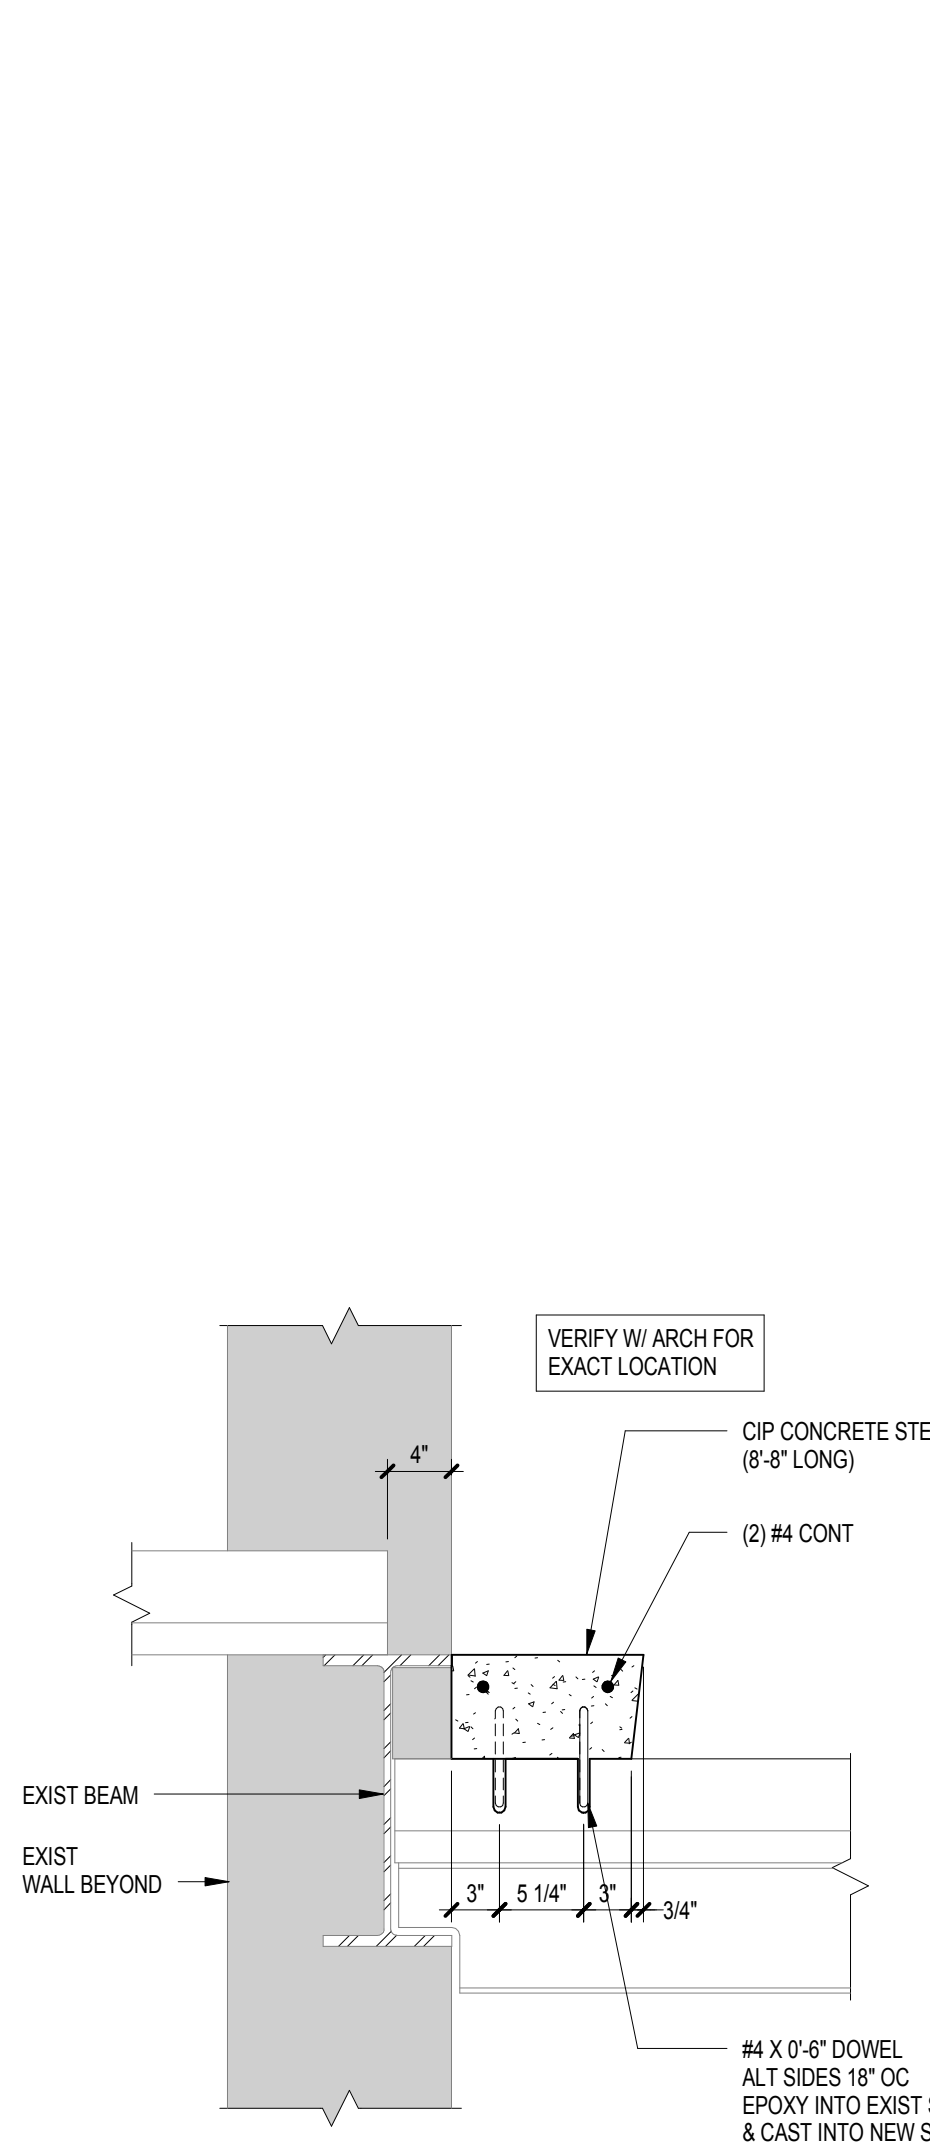 VERIFY W/ ARCH FOR
EXACT LOCATION
CIP CONCRETE STE
(8'-8" LONG)
4"
(2) #4 CONT
EXIST BEAM
EXIST
WALL BEYOND
3" 5 1/4" 3"
3/4"
#4 X 0'-6" DOWEL
ALT SIDES 18" OC
EPOXY INTO EXIST S
& CAST INTO NEW S